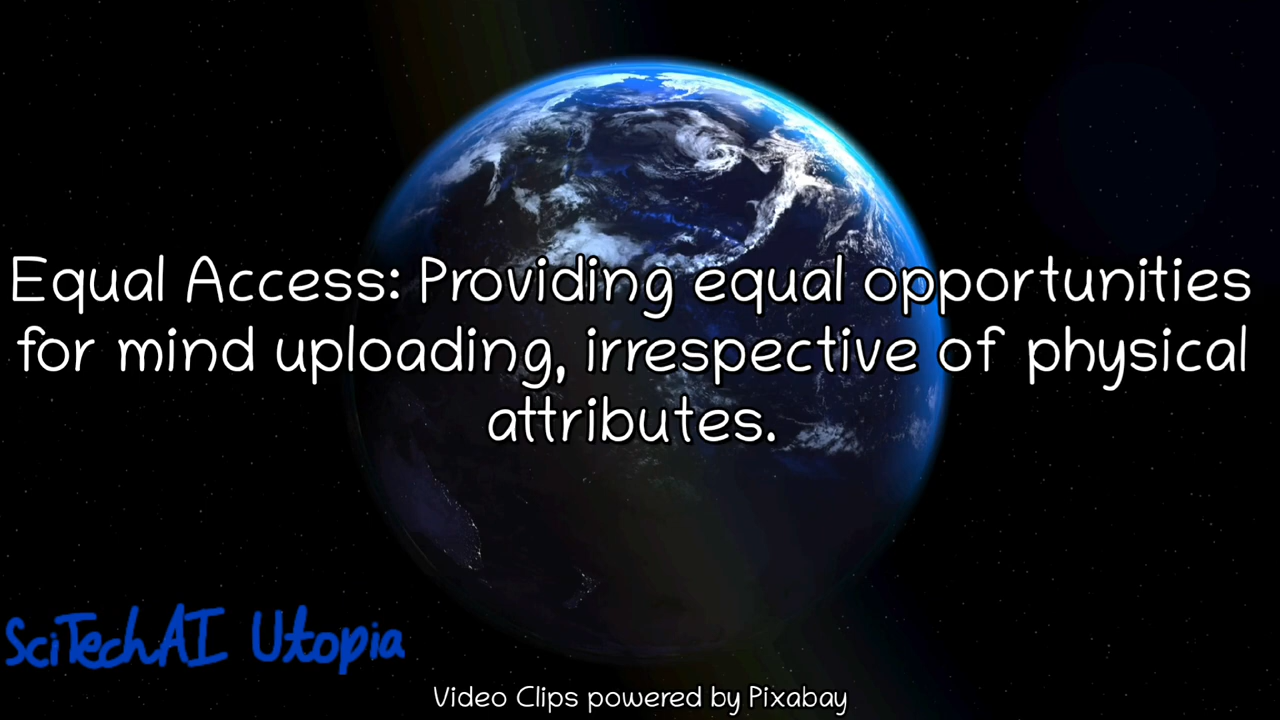 Equal Access: Providing equal opportunities
for mind uploading, irrespective of physical
attributes.
SciTechAI Utopia
Video Clips powered by Pixabay